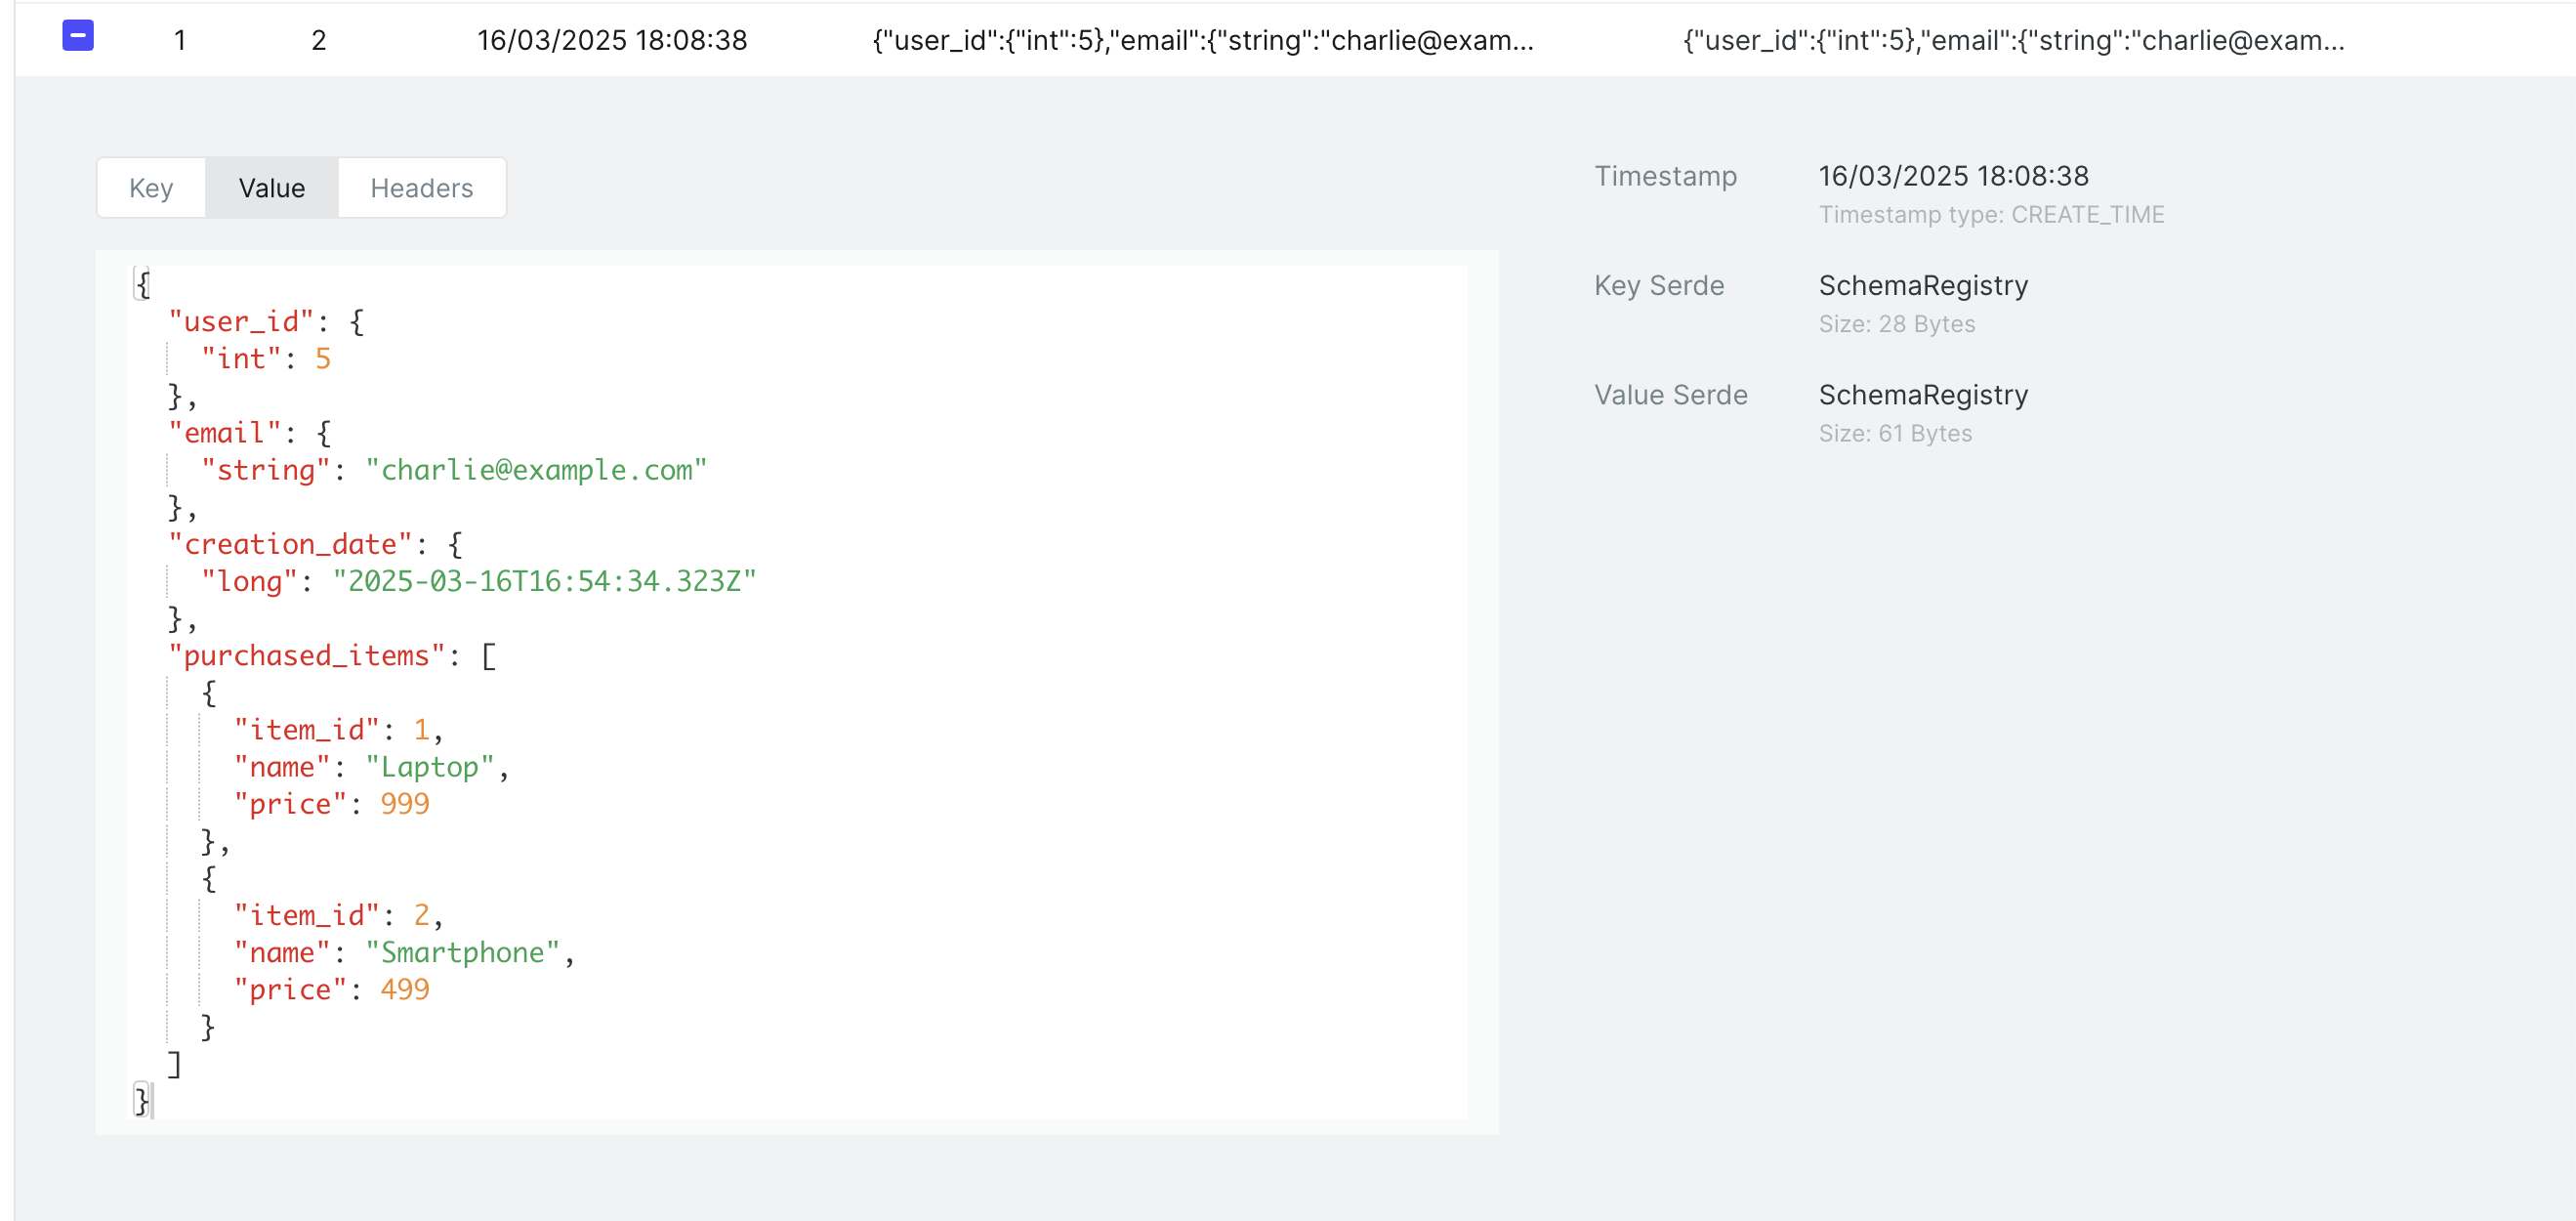 1 2 16/03/2025 18:08:38 {"user_id":{"int":5},"email":{"string":"charlie@exam... {"user_id":{"int":5},"email":{"string":"charlie@exam...
Key Value Headers
{
"user_id": {
"int": 5
},
"email": {
"string": "charlie@example.com"
},
"creation_date": {
"long": "2025-03-16T16:54:34.323Z"
},
"purchased_items": [
{
"item_id": 1,
"name": "Laptop",
"price": 999
},
{
"item_id": 2,
"name": "Smartphone",
"price": 499
}
]
}
Timestamp 16/03/2025 18:08:38
Timestamp type: CREATE_TIME
Key Serde SchemaRegistry
Size: 28 Bytes
Value Serde SchemaRegistry
Size: 61 Bytes